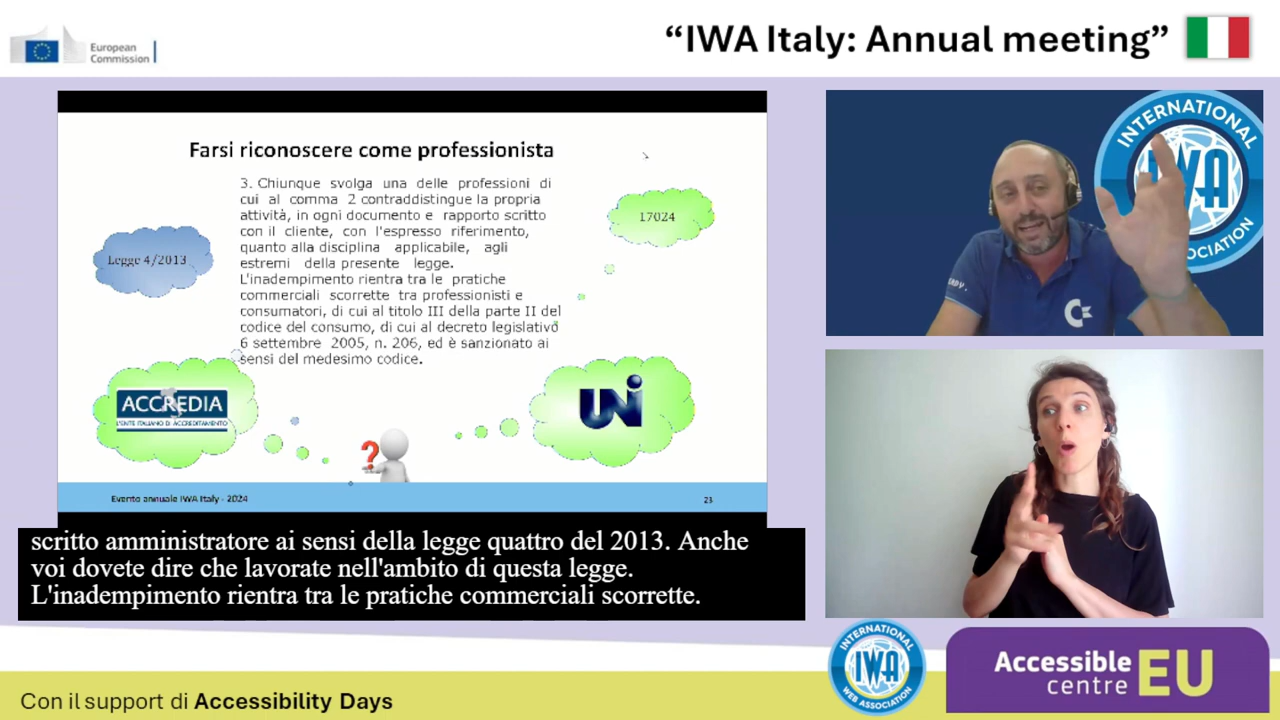 European
Commission
“IWA Italy: Annual meeting”
Farsi riconoscere come professionista
3. Chiunque svolga una delle professioni di
cui al comma 2 contraddistingue la propria
attività, in ogni documento e rapporto scritto
con il cliente, con l'espresso riferimento,
quanto alla disciplina applicabile, agli
estremi della presente legge.
L'inadempimento rientra tra le pratiche
commerciali scorrette tra professionisti e
consumatori, di cui al titolo III della parte II del
codice del consumo, di cui al decreto legislativo
6 settembre 2005, n. 206, ed è sanzionato ai
sensi del medesimo codice.
Legge 4/2013
17024
ACCREDIA
L'ENTE ITALIANO DI ACCREDITAMENTO
UNI
?
Evento annuale IWA Italy - 2024
23
INTERNATIONAL
IWA
ASSOCIATION
scritto amministratore ai sensi della legge quattro del 2013. Anche
voi dovete dire che lavorate nell'ambito di questa legge.
L'inadempimento rientra tra le pratiche commerciali scorrette.
INTERNATIONAL
IWA
WEB ASSOCIATION
Accessible
centre
EU
Con il support di Accessibility Days